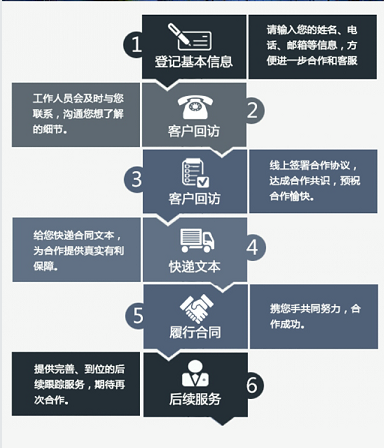 1
登记基本信息
请输入您的姓名、电
话、邮箱等信息，方
便进一步合作和客服
工作人员会及时与您
联系，沟通您想了解
的细节。
客户回访
2
3
客户回访
线上签署合作协议，
达成合作共识，预祝
合作愉快。
给您快递合同文本，
为合作提供真实有利
保障。
快递文本
4
5
履行合同
携您手共同努力，合
作成功。
提供完善、到位的后
续跟踪服务，期待再
次合作。
后续服务
6